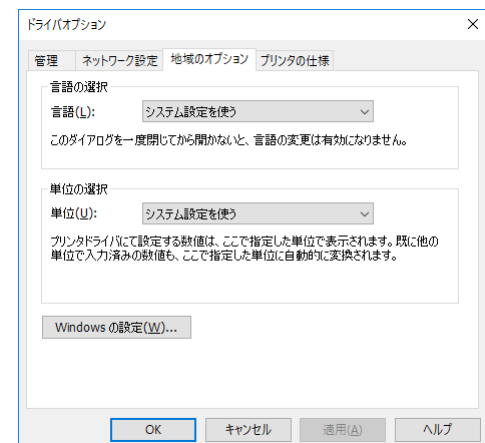 ドライバオプション
管理 ネットワーク設定 地域のオプション プリンタの仕様
言語の選択
言語(L): システム設定を使う
このダイアログを一度閉じてから開かないと、言語の変更は有効になりません。
単位の選択
単位(U): システム設定を使う
プリンタドライバにて設定する数値は、ここで指定した単位で表示されます。既に他の
単位で入力済みの数値も、ここで指定した単位に自動的に変換されます。
Windows の設定(W)...
OK キャンセル 適用(A) ヘルプ